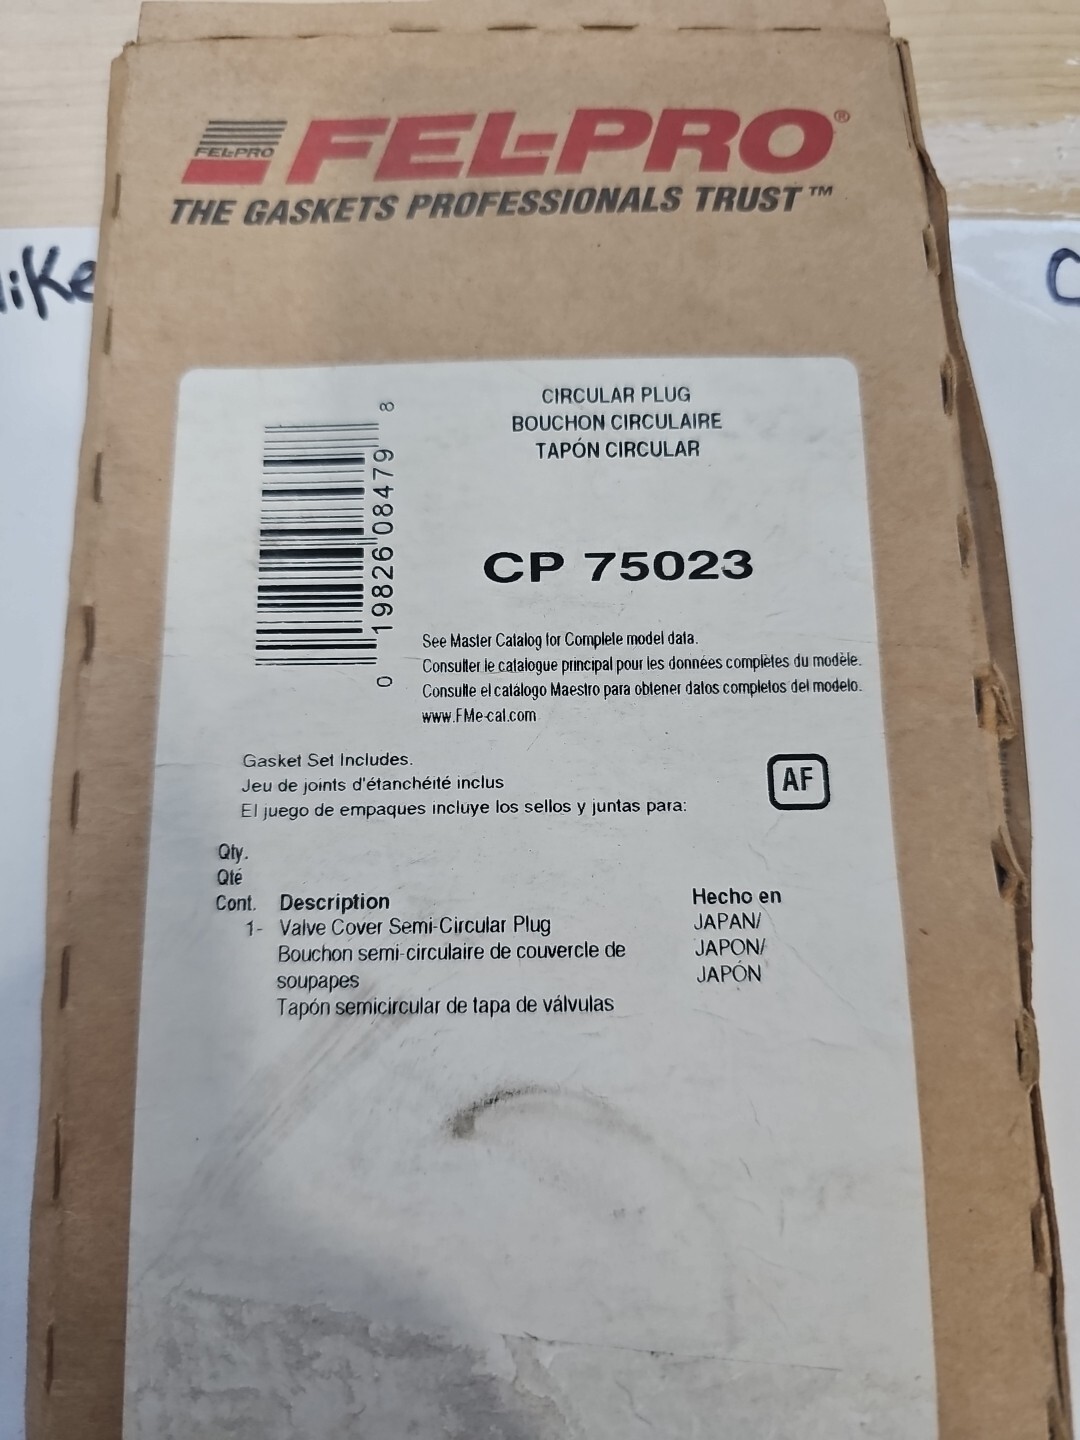 FEL-PRO
FEL-PRO®
THE GASKETS PROFESSIONALS TRUST™
like
C
CIRCULAR PLUG
BOUCHON CIRCULAIRE
TAPÓN CIRCULAR
0 19826 08479 8
CP 75023
See Master Catalog for Complete model data.
Consulter le catalogue principal pour les données complètes du modèle.
Consulte el catálogo Maestro para obtener datos completos del modelo.
www.FMe-cat.com
Gasket Set Includes.
Jeu de joints d'étanchéité inclus
El juego de empaques incluye los sellos y juntas para:
AF
Qty.
Qté
Cont. Description Hecho en
1- Valve Cover Semi-Circular Plug JAPAN/
Bouchon semi-circulaire de couvercle de JAPON/
soupapes JAPÓN
Tapón semicircular de tapa de válvulas